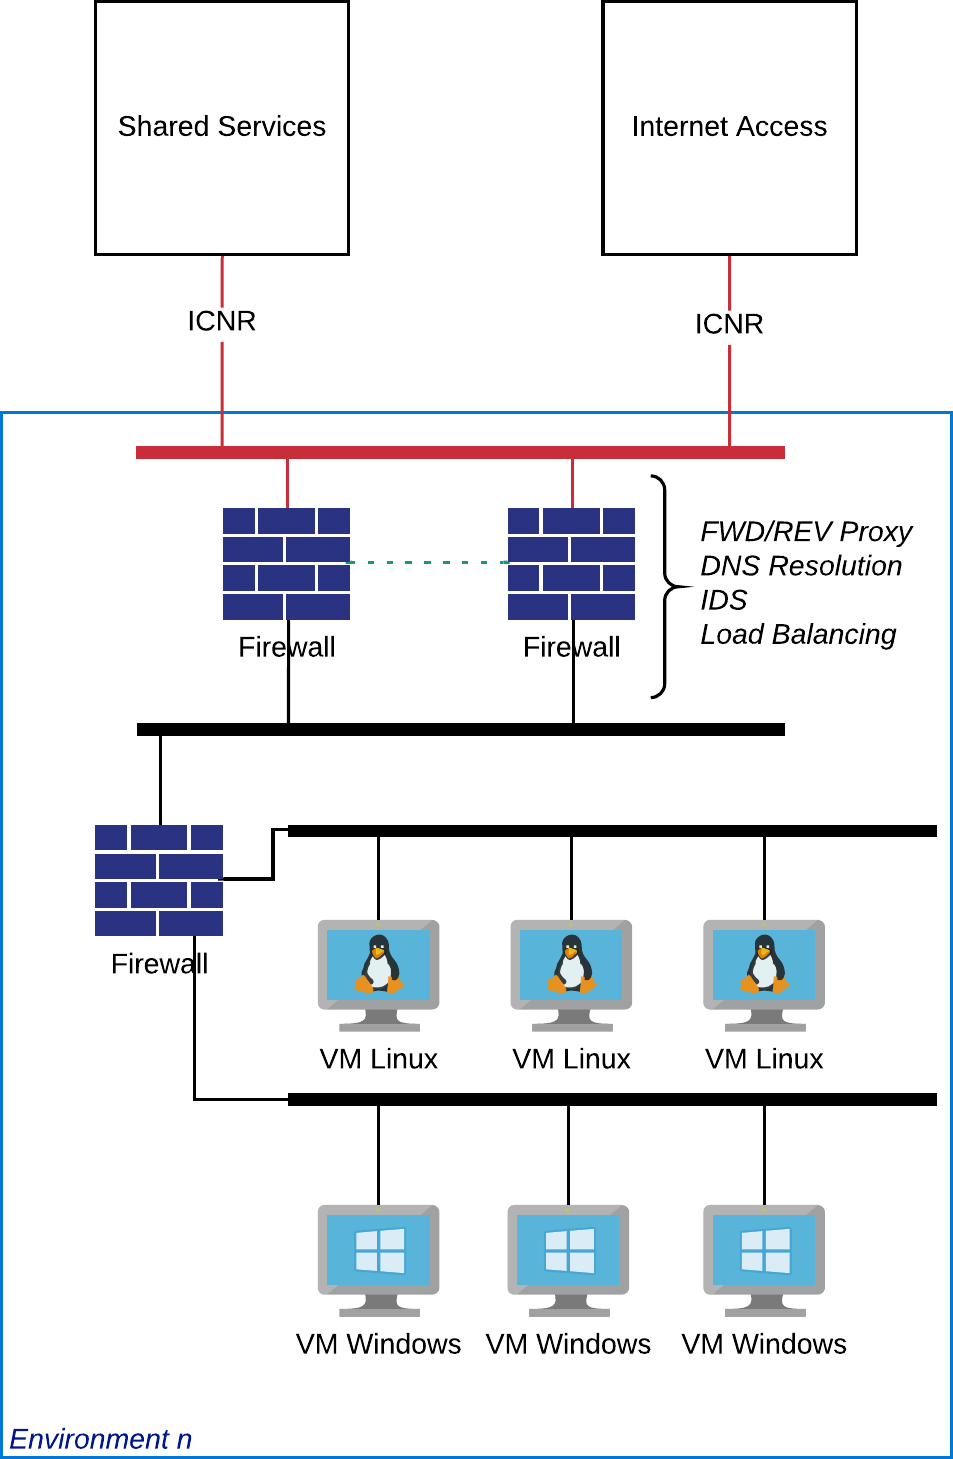 Shared Services
Internet Access
ICNR
ICNR
FWD/REV Proxy
DNS Resolution
IDS
Load Balancing
Firewall
Firewall
Firewall
VM Linux
VM Linux
VM Linux
VM Windows
VM Windows
VM Windows
Environment n